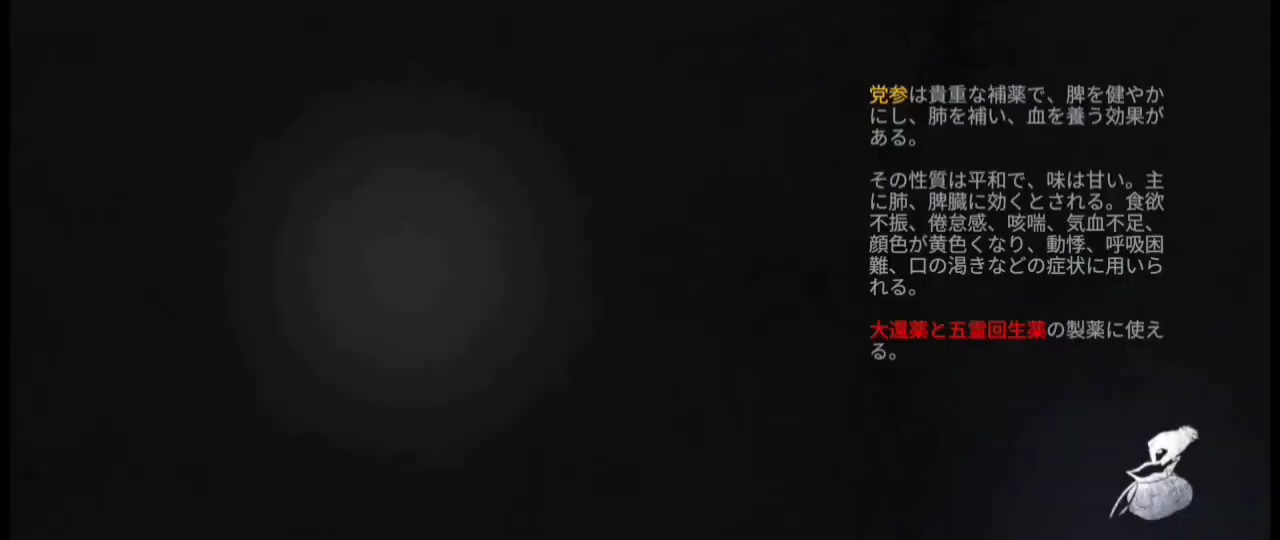 党参は貴重な補薬で、脾を健やか
にし、肺を補い、血を養う効果が
ある。
その性質は平和で、味は甘い。主
に肺、脾臓に効くとされる。食欲
不振、倦怠感、咳喘、気血不足、
顔色が黄色くなり、動悸、呼吸困
難、口の渇きなどの症状に用いら
れる。
大還薬と五霊回生薬の製薬に使え
る。